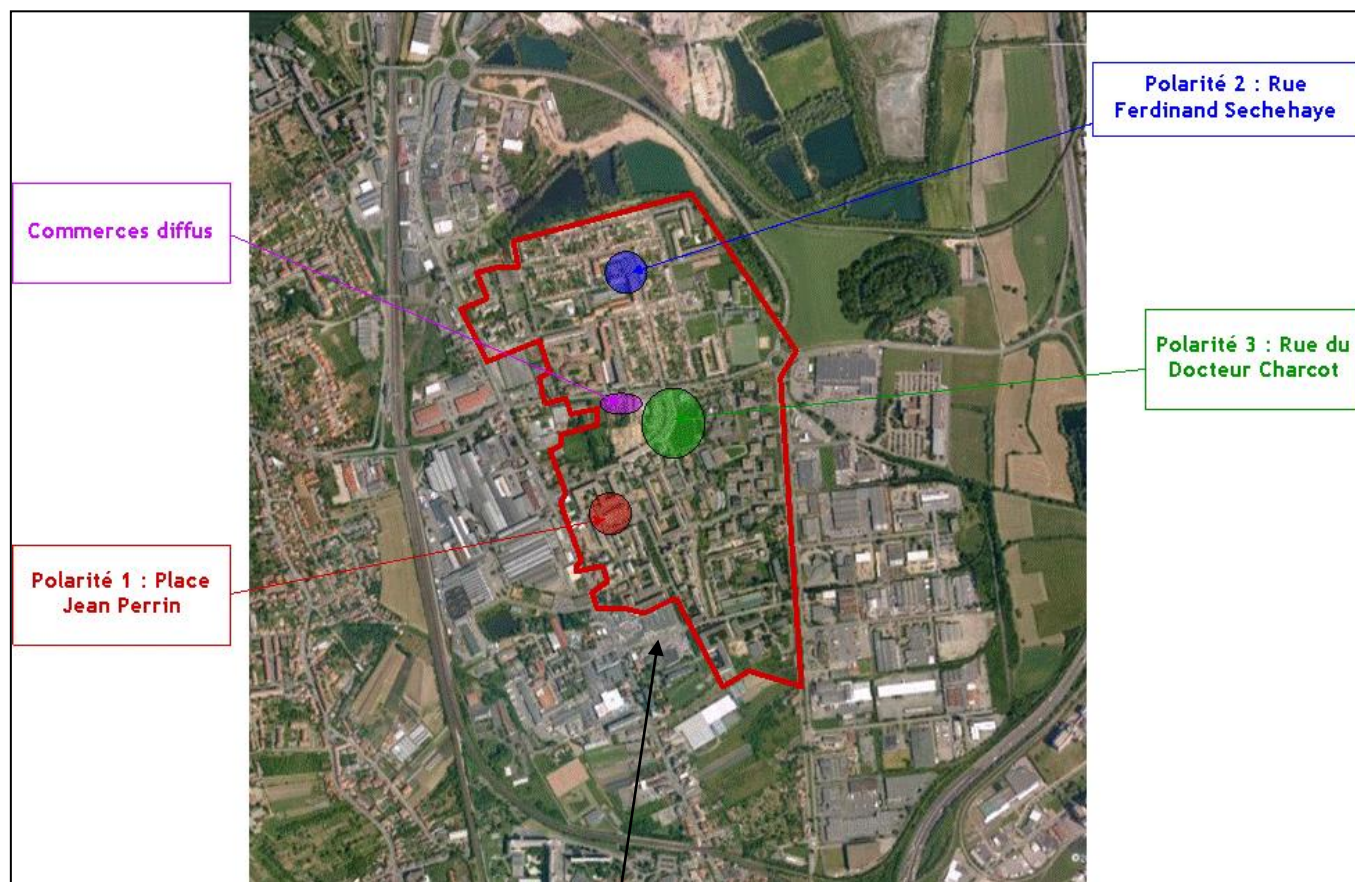 Polarité 2 : Rue
Ferdinand Sechehaye
Commerces diffus
Polarité 3 : Rue du
Docteur Charcot
Polarité 1 : Place
Jean Perrin